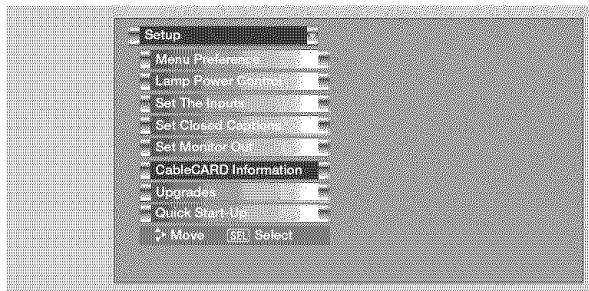 Setup
Menu Preference
Lamp Power Control
Set The Inputs
Set Closed Captions
Set Monitor Out
CableCARD Information
Upgrades
Quick Start-Up
Move SEL Select